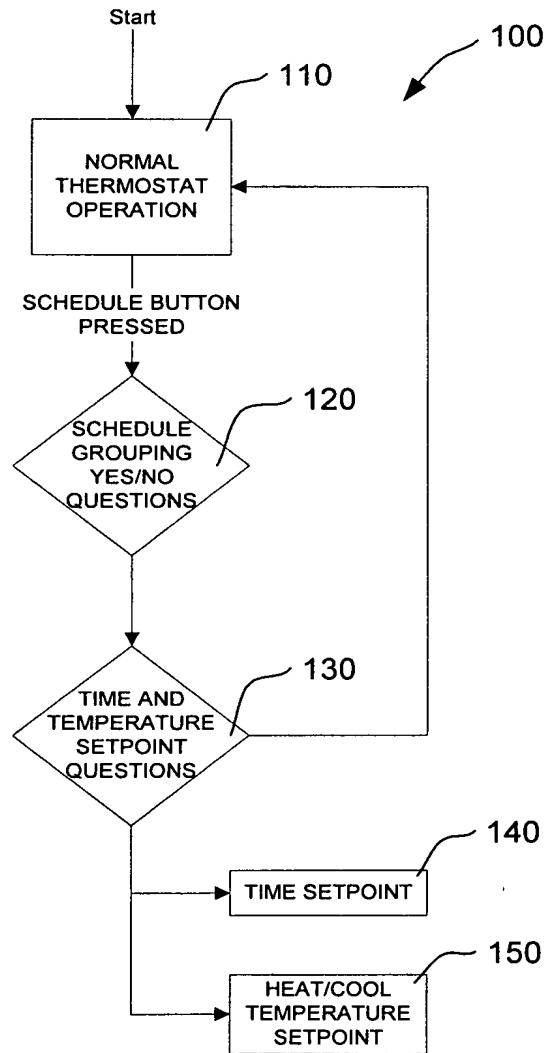 Start
100
110
NORMAL
THERMOSTAT
OPERATION
SCHEDULE BUTTON
PRESSED
120
SCHEDULE
GROUPING
YES/NO
QUESTIONS
130
TIME AND
TEMPERATURE
SETPOINT
QUESTIONS
140
TIME SETPOINT
150
HEAT/COOL
TEMPERATURE
SETPOINT